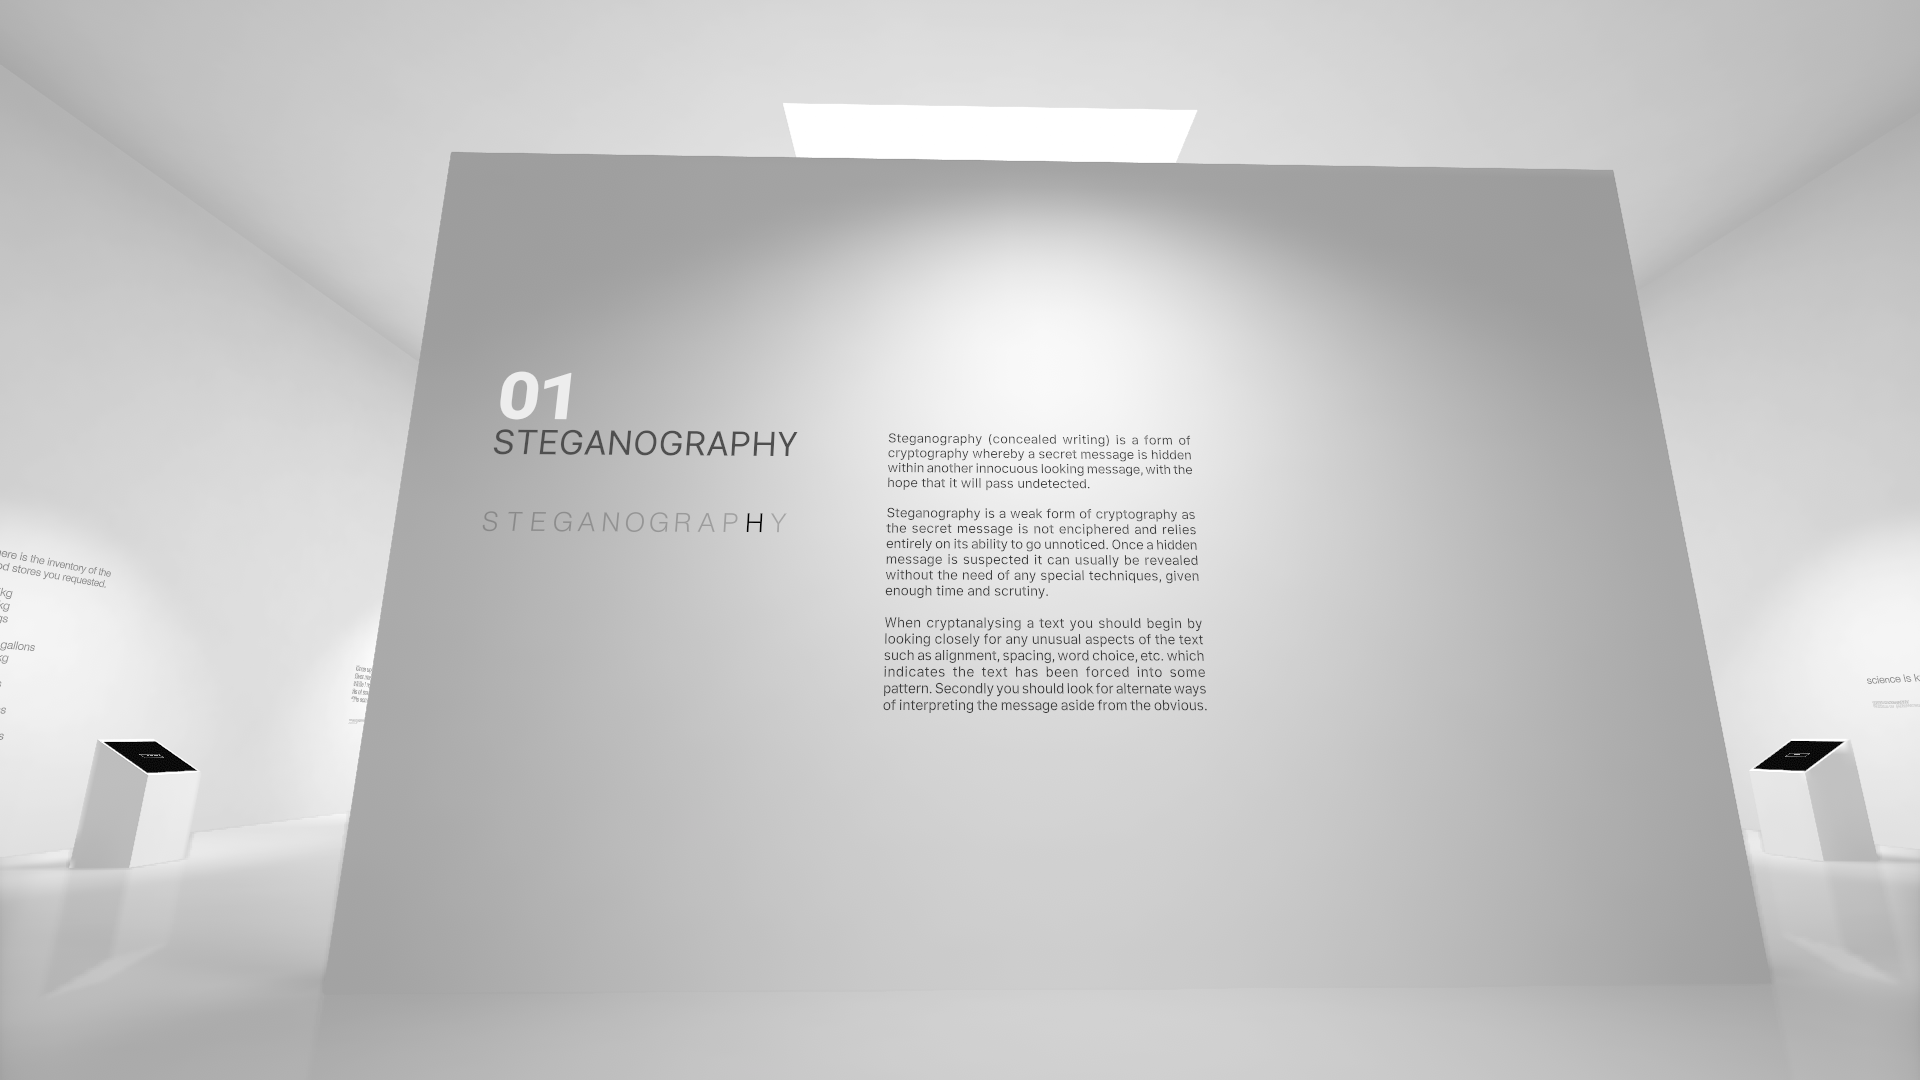 01
STEGANOGRAPHY
STEGANOGRAPHY
Steganography (concealed writing) is a form of
cryptography whereby a secret message is hidden
within another innocuous looking message, with the
hope that it will pass undetected.
Steganography is a weak form of cryptography as
the secret message is not enciphered and relies
entirely on its ability to go unnoticed. Once a hidden
message is suspected it can usually be revealed
without the need of any special techniques, given
enough time and scrutiny.
When cryptanalysing a text you should begin by
looking closely for any unusual aspects of the text
such as alignment, spacing, word choice, etc. which
indicates the text has been forced into some
pattern. Secondly you should look for alternate ways
of interpreting the message aside from the obvious.
is the inventory of the
stores you requested.
kg
kg
gallons
kg
science is